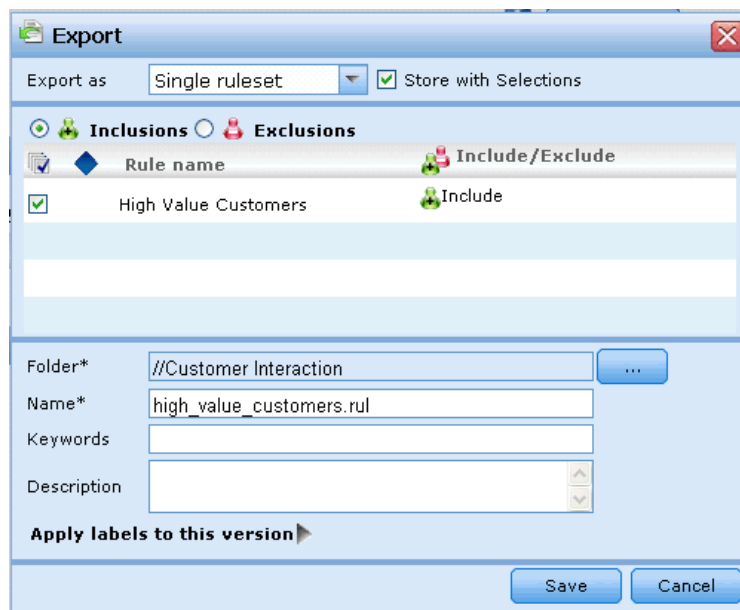 Export
Export as Single ruleset Store with Selections
Inclusions Exclusions
Rule name Include/Exclude
High Value Customers Include
Folder* //Customer Interaction ...
Name* high_value_customers.rul
Keywords
Description
Apply labels to this version
Save Cancel